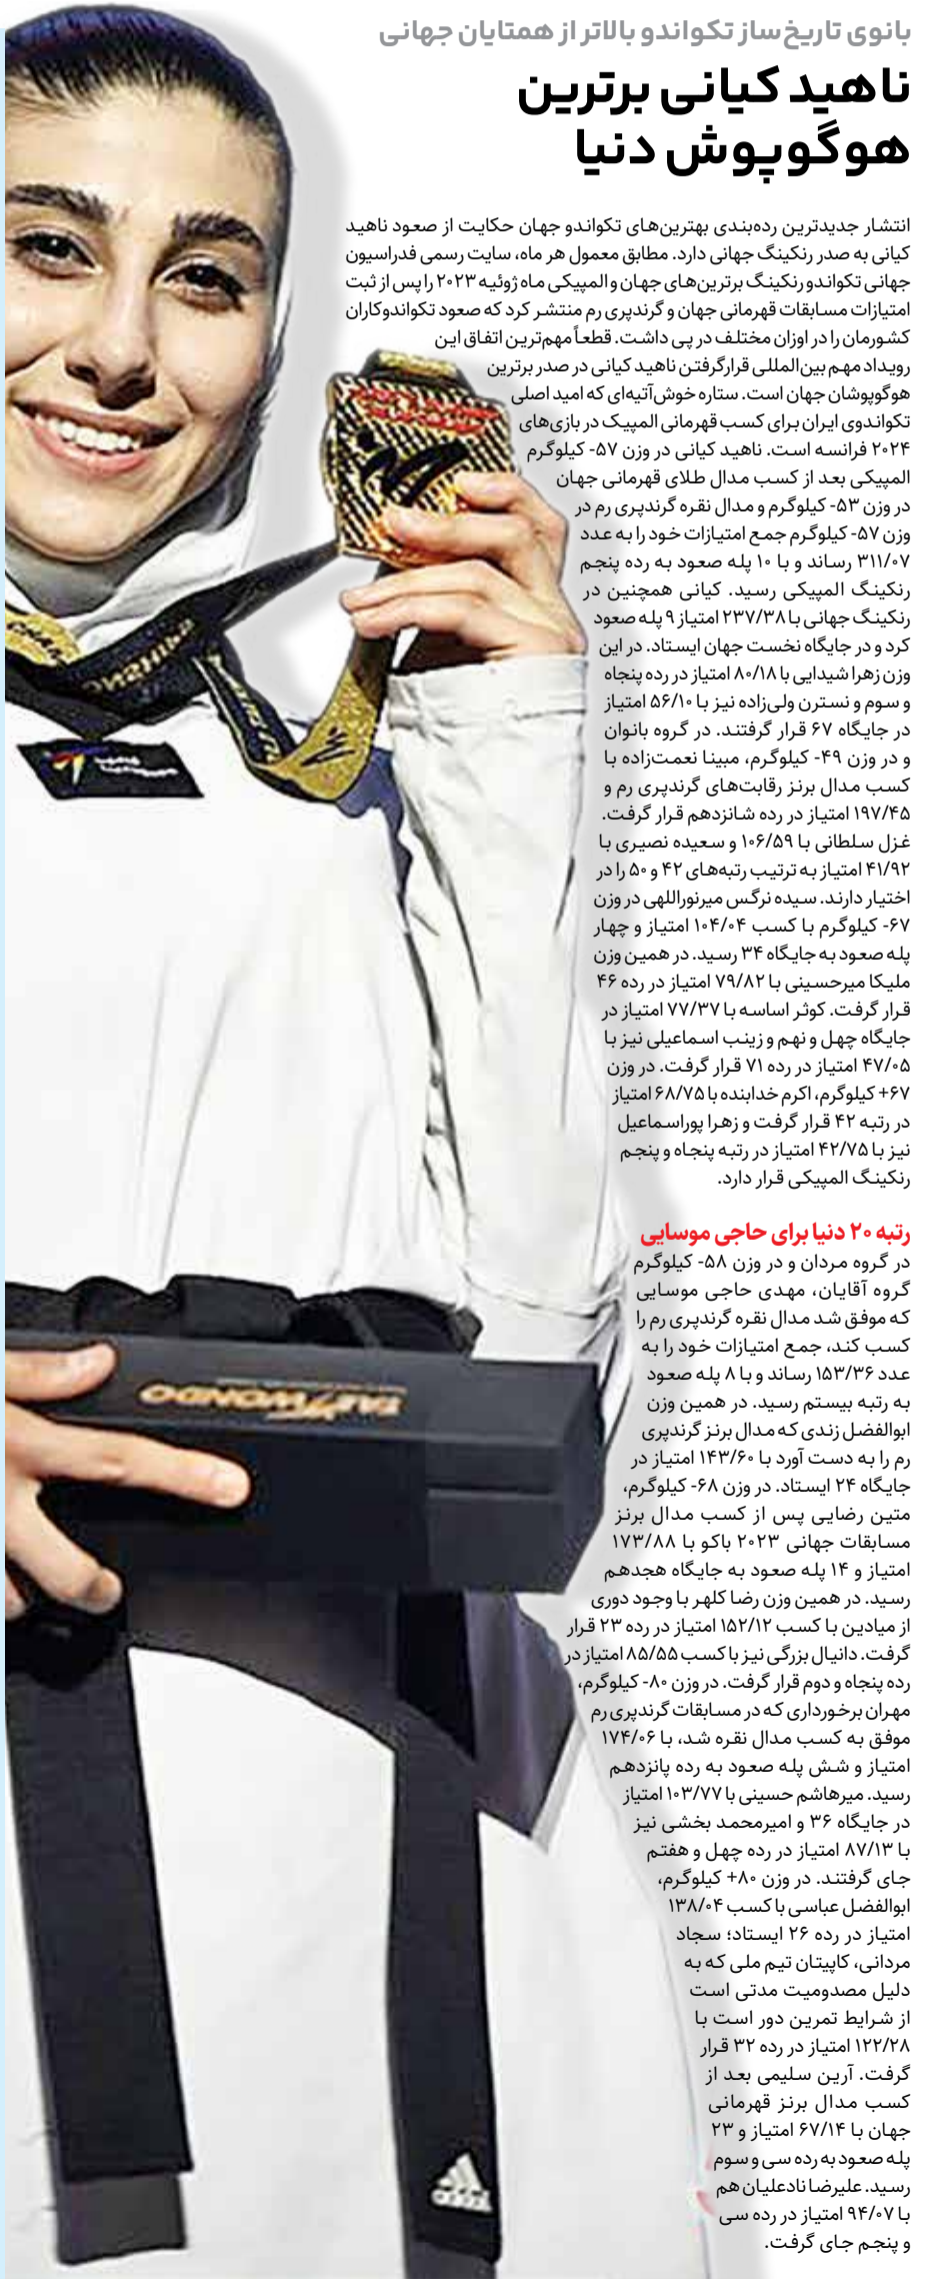 بانوی تاریخ‌ساز تکواندو بالاتر از همتایان جهانی
ناهید کیانی برترین
هوگوپوش دنیا
انتشار جدیدترین رده‌بندی بهترین‌های تکواندو جهان حکایت از صعود ناهید
کیانی به صدر رنکینگ جهانی دارد. مطابق معمول هر ماه، سایت رسمی فدراسیون
جهانی تکواندو رنکینگ برترین‌های جهان و المپیکی ماه ژوئیه ۲۰۲۳ را پس از ثبت
امتیازات مسابقات قهرمانی جهان و گرندپری رم منتشر کرد که صعود تکواندوکاران
کشورمان را در اوزان مختلف در پی داشت. قطعاً مهم‌ترین اتفاق این
رویداد مهم بین‌المللی قرار گرفتن ناهید کیانی در صدر برترین
هوگوپوشان جهان است. ستاره خوش‌آتیه‌ای که امید اصلی
تکواندوی ایران برای کسب قهرمانی المپیک در بازی‌های
۲۰۲۴ فرانسه است. ناهید کیانی در وزن ۵۷- کیلوگرم
المپیکی بعد از کسب مدال طلای قهرمانی جهان
در وزن ۵۳- کیلوگرم و مدال نقره گرندپری رم در
وزن ۵۷- کیلوگرم جمع امتیازات خود را به عدد
۳۱۱/۰۷ رساند و با ۱۰ پله صعود به رده پنجم
رنکینگ المپیکی رسید. کیانی همچنین در
رنکینگ جهانی با ۲۳۷/۳۸ امتیاز ۹ پله صعود
کرد و در جایگاه نخست جهان ایستاد. در این
وزن زهرا شیدایی با ۸۰/۱۸ امتیاز در رده پنجاه
و سوم و نسترن ولی‌زاده نیز با ۵۶/۱۰ امتیاز
در جایگاه ۶۷ قرار گرفتند. در گروه بانوان
و در وزن ۴۹- کیلوگرم، مبینا نعمت‌زاده با
کسب مدال برنز رقابت‌های گرندپری رم و
۱۹۷/۴۵ امتیاز در رده شانزدهم قرار گرفت.
غزل سلطانی با ۱۰۶/۵۹ و سعیده نصیری با
۴۱/۹۲ امتیاز به ترتیب رتبه‌های ۴۲ و ۵۰ را در
اختیار دارند. سیده نرگس میرنوراللهی در وزن
۶۷- کیلوگرم با کسب ۱۰۴/۰۴ امتیاز و چهار
پله صعود به جایگاه ۳۴ رسید. در همین وزن
ملیکا میرحسینی با ۷۹/۸۲ امتیاز در رده ۴۶
قرار گرفت. کوثر اساسه با ۷۷/۳۷ امتیاز در
جایگاه چهل و نهم و زینب اسماعیلی نیز با
۴۷/۰۵ امتیاز در رده ۷۱ قرار گرفت. در وزن
۶۷+ کیلوگرم، اکرم خدابنده با ۶۸/۷۵ امتیاز
در رتبه ۴۲ قرار گرفت و زهرا پوراسماعیل
نیز با ۴۲/۷۵ امتیاز در رتبه پنجاه و پنجم
رنکینگ المپیکی قرار دارد.
رتبه ۲۰ دنیا برای حاجی موسایی
در گروه مردان و در وزن ۵۸- کیلوگرم
گروه آقایان، مهدی حاجی موسایی
که موفق شد مدال نقره گرندپری رم را
کسب کند، جمع امتیازات خود را به
عدد ۱۵۳/۳۶ رساند و با ۸ پله صعود
به رتبه بیستم رسید. در همین وزن
ابوالفضل زندی که مدال برنز گرندپری
رم را به دست آورد با ۱۴۳/۶۰ امتیاز در
جایگاه ۲۴ ایستاد. در وزن ۶۸- کیلوگرم،
متین رضایی پس از کسب مدال برنز
مسابقات جهانی ۲۰۲۳ باکو با ۱۷۳/۸۸
امتیاز و ۱۴ پله صعود به جایگاه هجدهم
رسید. در همین وزن رضا کلهر با وجود دوری
از میادین با کسب ۱۵۲/۱۲ امتیاز در رده ۲۳ قرار
گرفت. دانیال بزرگی نیز با کسب ۸۵/۵۵ امتیاز در
رده پنجاه و دوم قرار گرفت. در وزن ۸۰- کیلوگرم،
مهران برخورداری که در مسابقات گرندپری رم
موفق به کسب مدال نقره شد، با ۱۷۴/۰۶
امتیاز و شش پله صعود به رده پانزدهم
رسید. میرهاشم حسینی با ۱۰۳/۷۷ امتیاز
در جایگاه ۳۶ و امیرمحمد بخشی نیز
با ۸۷/۱۳ امتیاز در رده چهل و هفتم
جای گرفتند. در وزن ۸۰+ کیلوگرم،
ابوالفضل عباسی با کسب ۱۳۸/۰۴
امتیاز در رده ۲۶ ایستاد؛ سجاد
مردانی، کاپیتان تیم ملی که به
دلیل مصدومیت مدتی است
از شرایط تمرین دور است با
۱۲۲/۲۸ امتیاز در رده ۳۲ قرار
گرفت. آرین سلیمی بعد از
کسب مدال برنز قهرمانی
جهان با ۶۷/۱۴ امتیاز و ۲۳
پله صعود به رده سی و سوم
رسید. علیرضا نادعلیان هم
با ۹۴/۰۷ امتیاز در رده سی
و پنجم جای گرفت.
TAEKWONDO
adidas